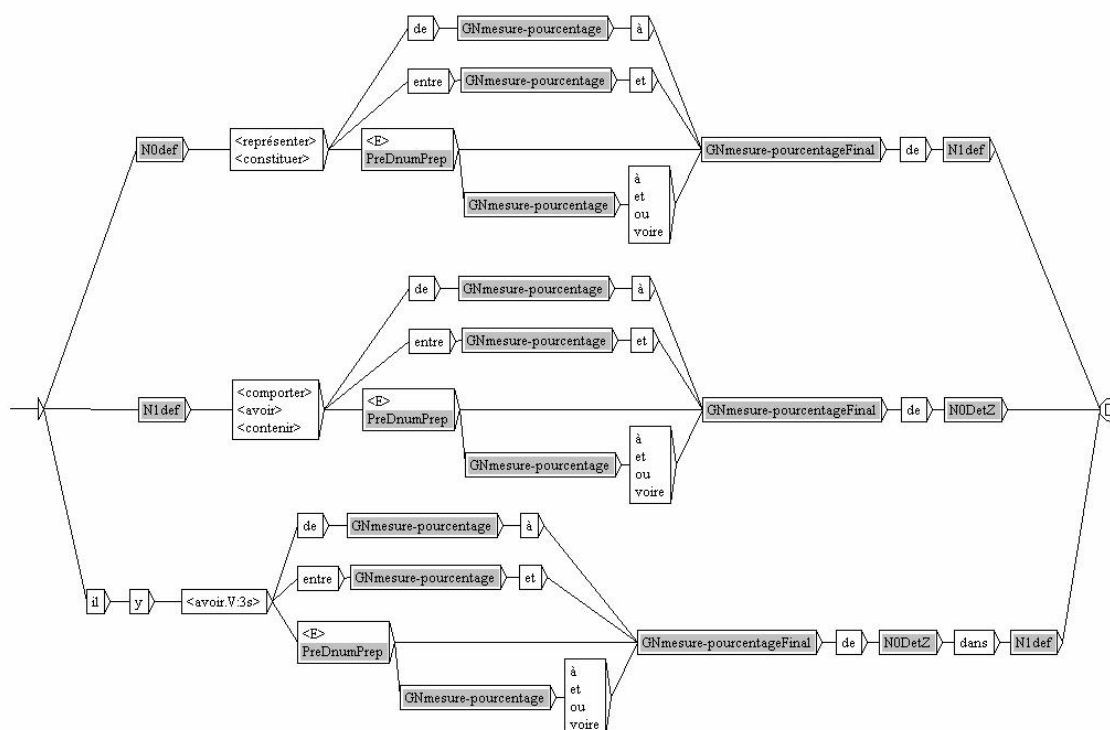 de GNmesure-pourcentage à
entre GNmesure-pourcentage et
N0def <représenter> <E> GNmesure-pourcentageFinal de N1def
<constituer> PreDnumPrep
GNmesure-pourcentage à
et
ou
voire
de GNmesure-pourcentage à
entre GNmesure-pourcentage et
N1def <comporter> <E> GNmesure-pourcentageFinal de N0DetZ
<avoir> PreDnumPrep
<contenir>
GNmesure-pourcentage à
et
ou
voire
de GNmesure-pourcentage à
entre GNmesure-pourcentage et
il y <avoir.V:3s>
<E>
PreDnumPrep GNmesure-pourcentageFinal de N0DetZ dans N1def
GNmesure-pourcentage à
et
ou
voire